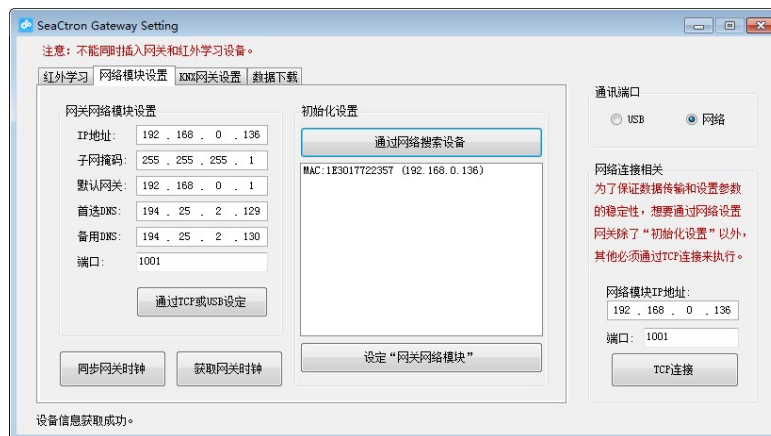 SeaCtron Gateway Setting
注意：不能同时插入网关和红外学习设备。
红外学习 网络模块设置 KNX网关设置 数据下载
网关网络模块设置
IP地址: 192 . 168 . 0 . 136
子网掩码: 255 . 255 . 255 . 1
默认网关: 192 . 168 . 0 . 1
首选DNS: 194 . 25 . 2 . 129
备用DNS: 194 . 25 . 2 . 130
端口: 1001
通过TCP或USB设定
同步网关时钟 获取网关时钟
初始化设置
通过网络搜索设备
MAC:1E3017722357 (192.168.0.136)
设定“网关网络模块”
通讯端口
USB 网络
网络连接相关
为了保证数据传输和设置参数
的稳定性，想要通过网络设置
网关除了“初始化设置”以外，
其他必须通过TCP连接来执行。
网络模块IP地址:
192 . 168 . 0 . 136
端口: 1001
TCP连接
设备信息获取成功。